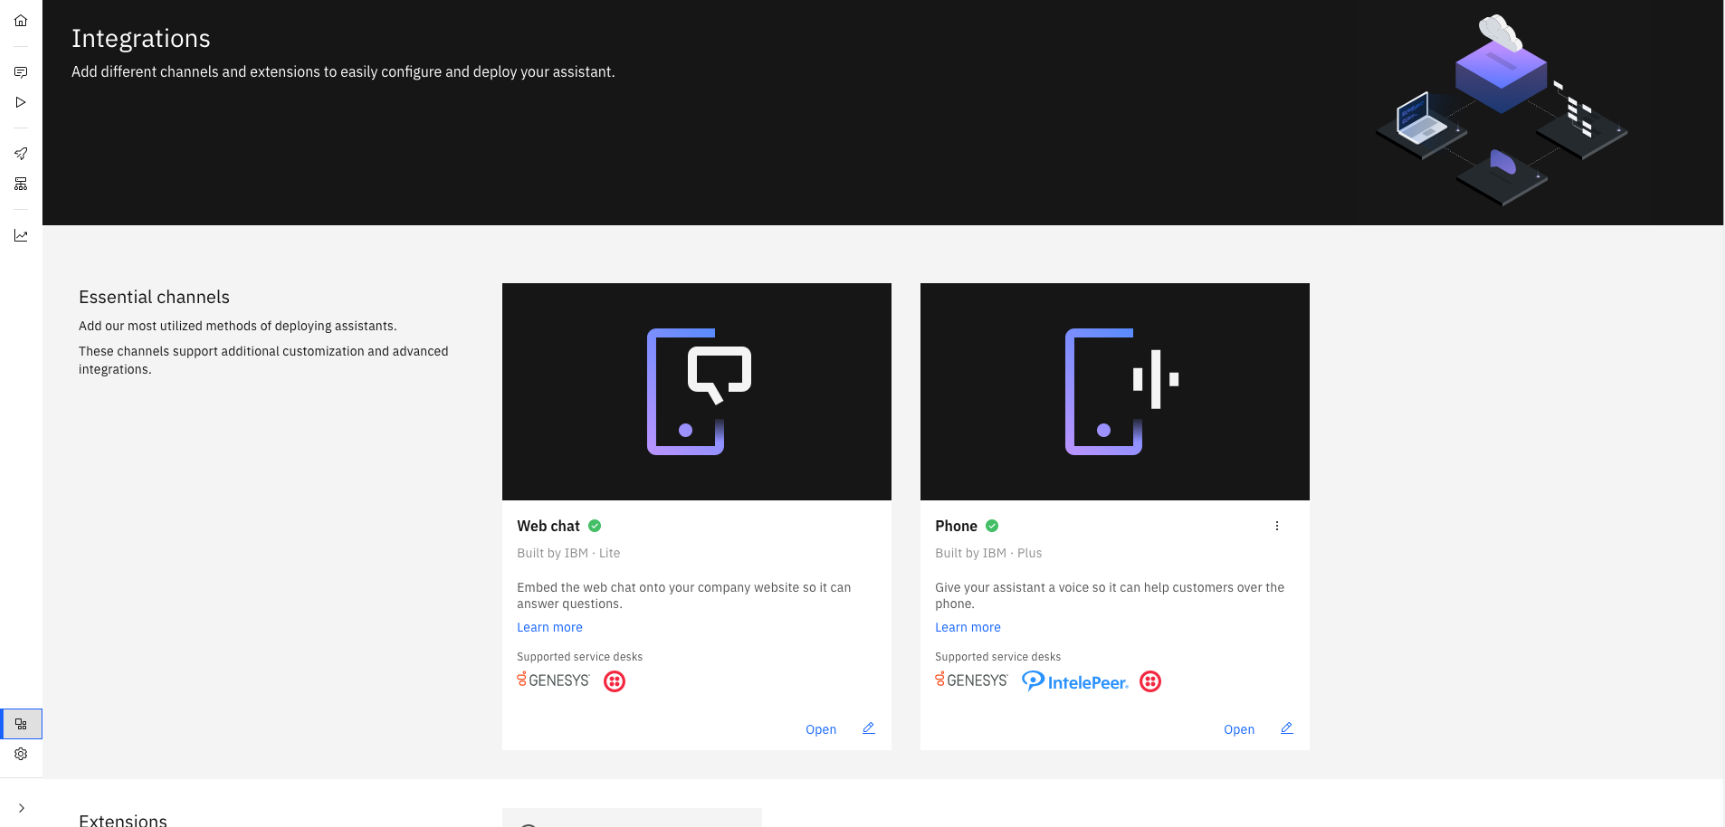 Integrations
Add different channels and extensions to easily configure and deploy your assistant.
Essential channels
Add our most utilized methods of deploying assistants.
These channels support additional customization and advanced
integrations.
Web chat
Built by IBM · Lite
Embed the web chat onto your company website so it can
answer questions.
Learn more
Supported service desks
GENESYS
Open
Phone
Built by IBM · Plus
Give your assistant a voice so it can help customers over the
phone.
Learn more
Supported service desks
GENESYS IntelePeer
Open
Extensions